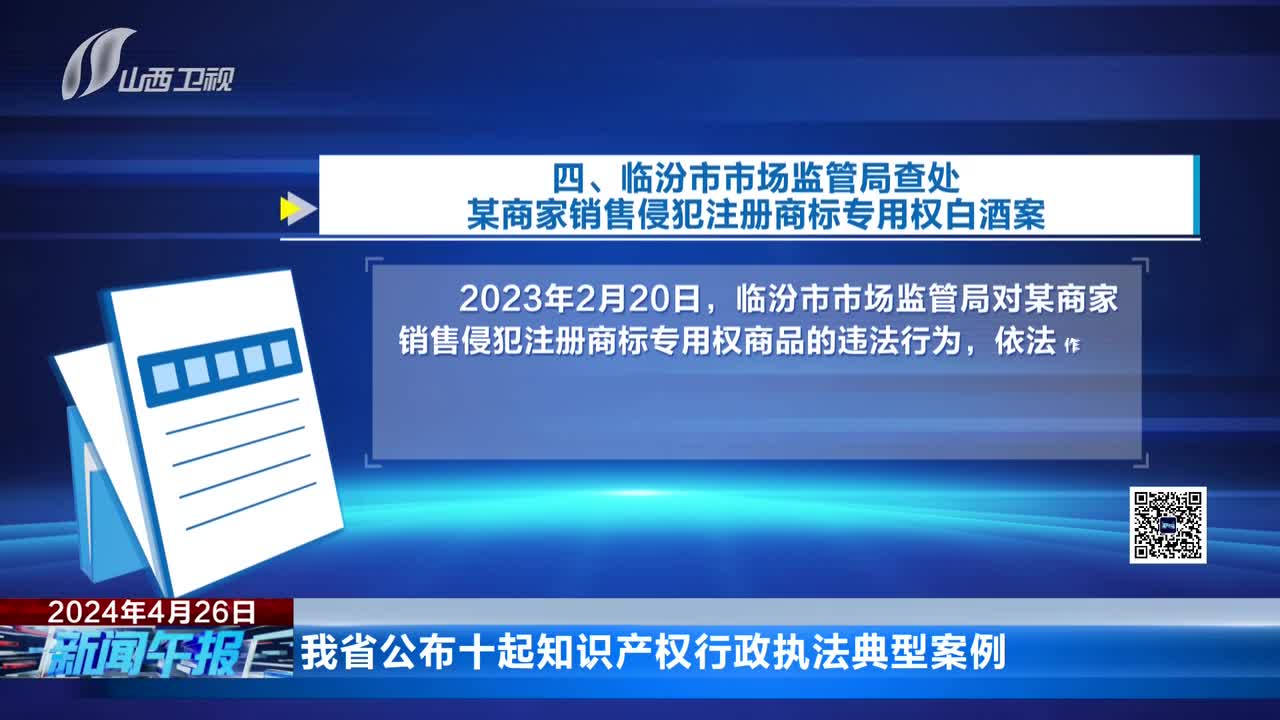 山西卫视
四、临汾市市场监管局查处
某商家销售侵犯注册商标专用权白酒案
2023年2月20日，临汾市市场监管局对某商家
销售侵犯注册商标专用权商品的违法行为，依法 作
2024年4月26日
新闻午报
我省公布十起知识产权行政执法典型案例